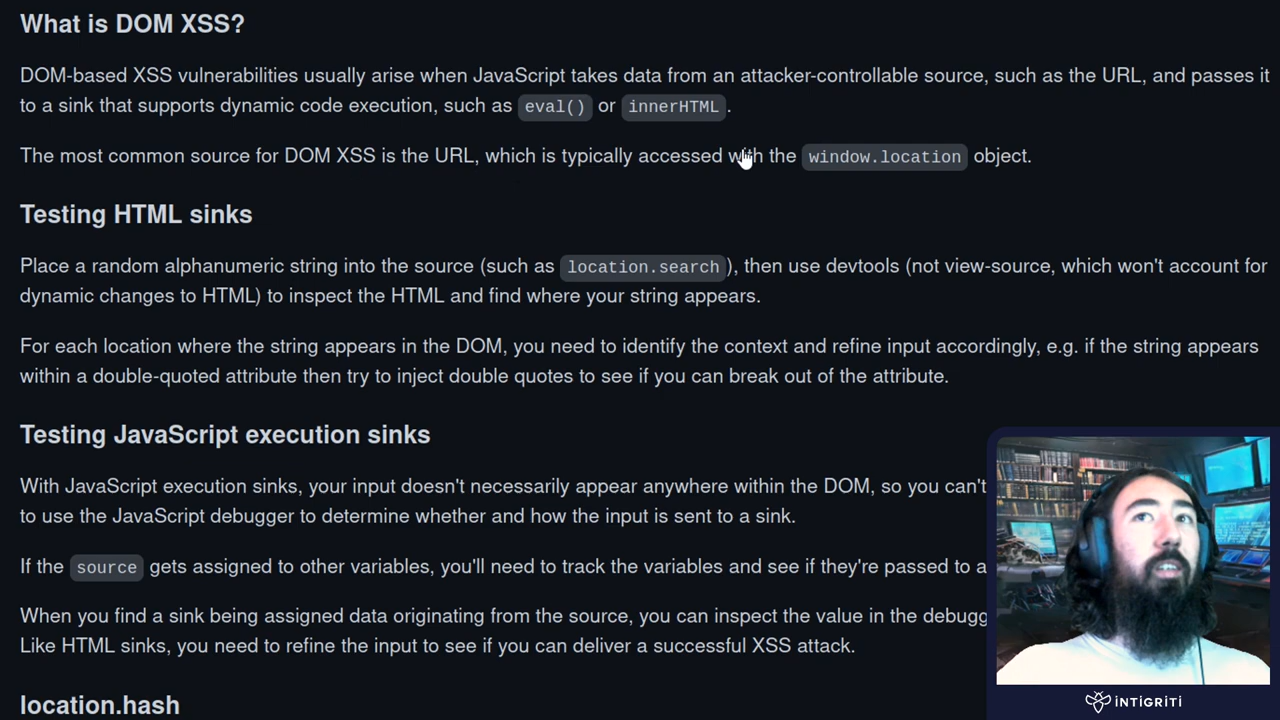 What is DOM XSS?
DOM-based XSS vulnerabilities usually arise when JavaScript takes data from an attacker-controllable source, such as the URL, and passes it
to a sink that supports dynamic code execution, such as eval() or innerHTML.
The most common source for DOM XSS is the URL, which is typically accessed with the window.location object.
Testing HTML sinks
Place a random alphanumeric string into the source (such as location.search), then use devtools (not view-source, which won't account for
dynamic changes to HTML) to inspect the HTML and find where your string appears.
For each location where the string appears in the DOM, you need to identify the context and refine input accordingly, e.g. if the string appears
within a double-quoted attribute then try to inject double quotes to see if you can break out of the attribute.
Testing JavaScript execution sinks
With JavaScript execution sinks, your input doesn't necessarily appear anywhere within the DOM, so you can't
to use the JavaScript debugger to determine whether and how the input is sent to a sink.
If the source gets assigned to other variables, you'll need to track the variables and see if they're passed to a
When you find a sink being assigned data originating from the source, you can inspect the value in the debugg
Like HTML sinks, you need to refine the input to see if you can deliver a successful XSS attack.
location.hash
INTIGRITI